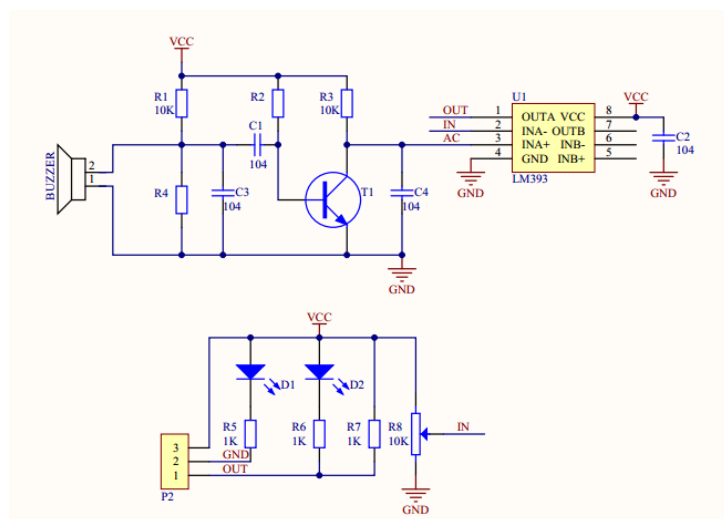 VCC
R1
10K
R2
R3
10K
C1
104
BUZZER
2
1
R4
C3
104
T1
C4
104
GND
U1
OUT
IN
AC
1
2
3
4
OUTA VCC
INA- OUTB
INA+ INB-
GND INB+
8
7
6
5
LM393
GND
VCC
C2
104
GND
VCC
D1
D2
R5
1K
R6
1K
R7
1K
R8
10K
IN
3
2
1
GND
OUT
P2
GND